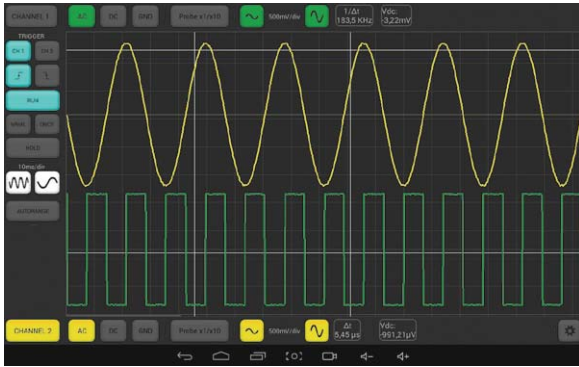 CHANNEL 1 AC DC GND Probe x1/x10 500mV/div 1/Δt Vdc:
183,5 KHz -3,22mV
TRIGGER
CH 1 CH 2
RUN
HOLD
10ms/div
AUTORANGE
CHANNEL 2 AC DC GND Probe x1/x10 500mV/div Δt Vdc:
5,45 µs -991,21µV